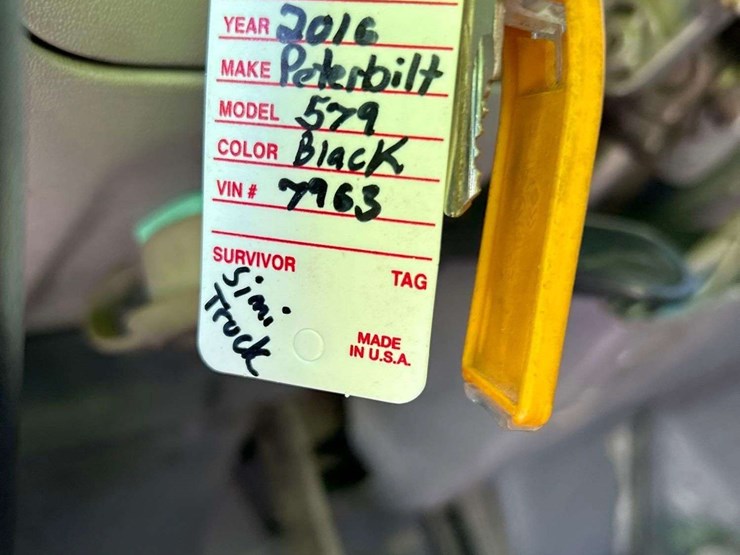 YEAR 2016
MAKE Peterbilt
MODEL 579
COLOR Black
VIN # 7963
SURVIVOR TAG
Simi
Truck
MADE
IN U.S.A.